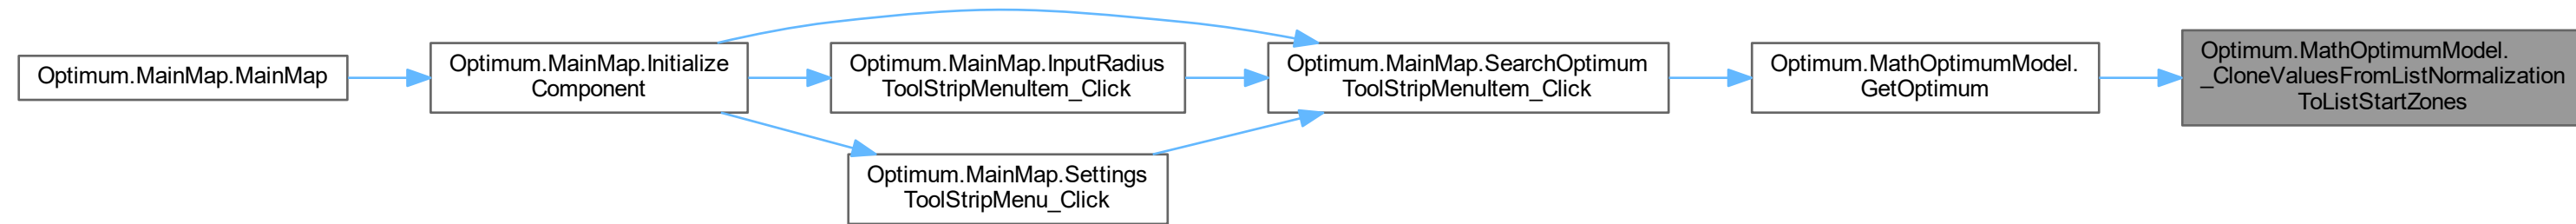 Optimum.MainMap.MainMap
Optimum.MainMap.Initialize
Component
Optimum.MainMap.InputRadius
ToolStripMenuItem_Click
Optimum.MainMap.Settings
ToolStripMenu_Click
Optimum.MainMap.SearchOptimum
ToolStripMenuItem_Click
Optimum.MathOptimumModel.
GetOptimum
Optimum.MathOptimumModel.
_CloneValuesFromListNormalization
ToListStartZones